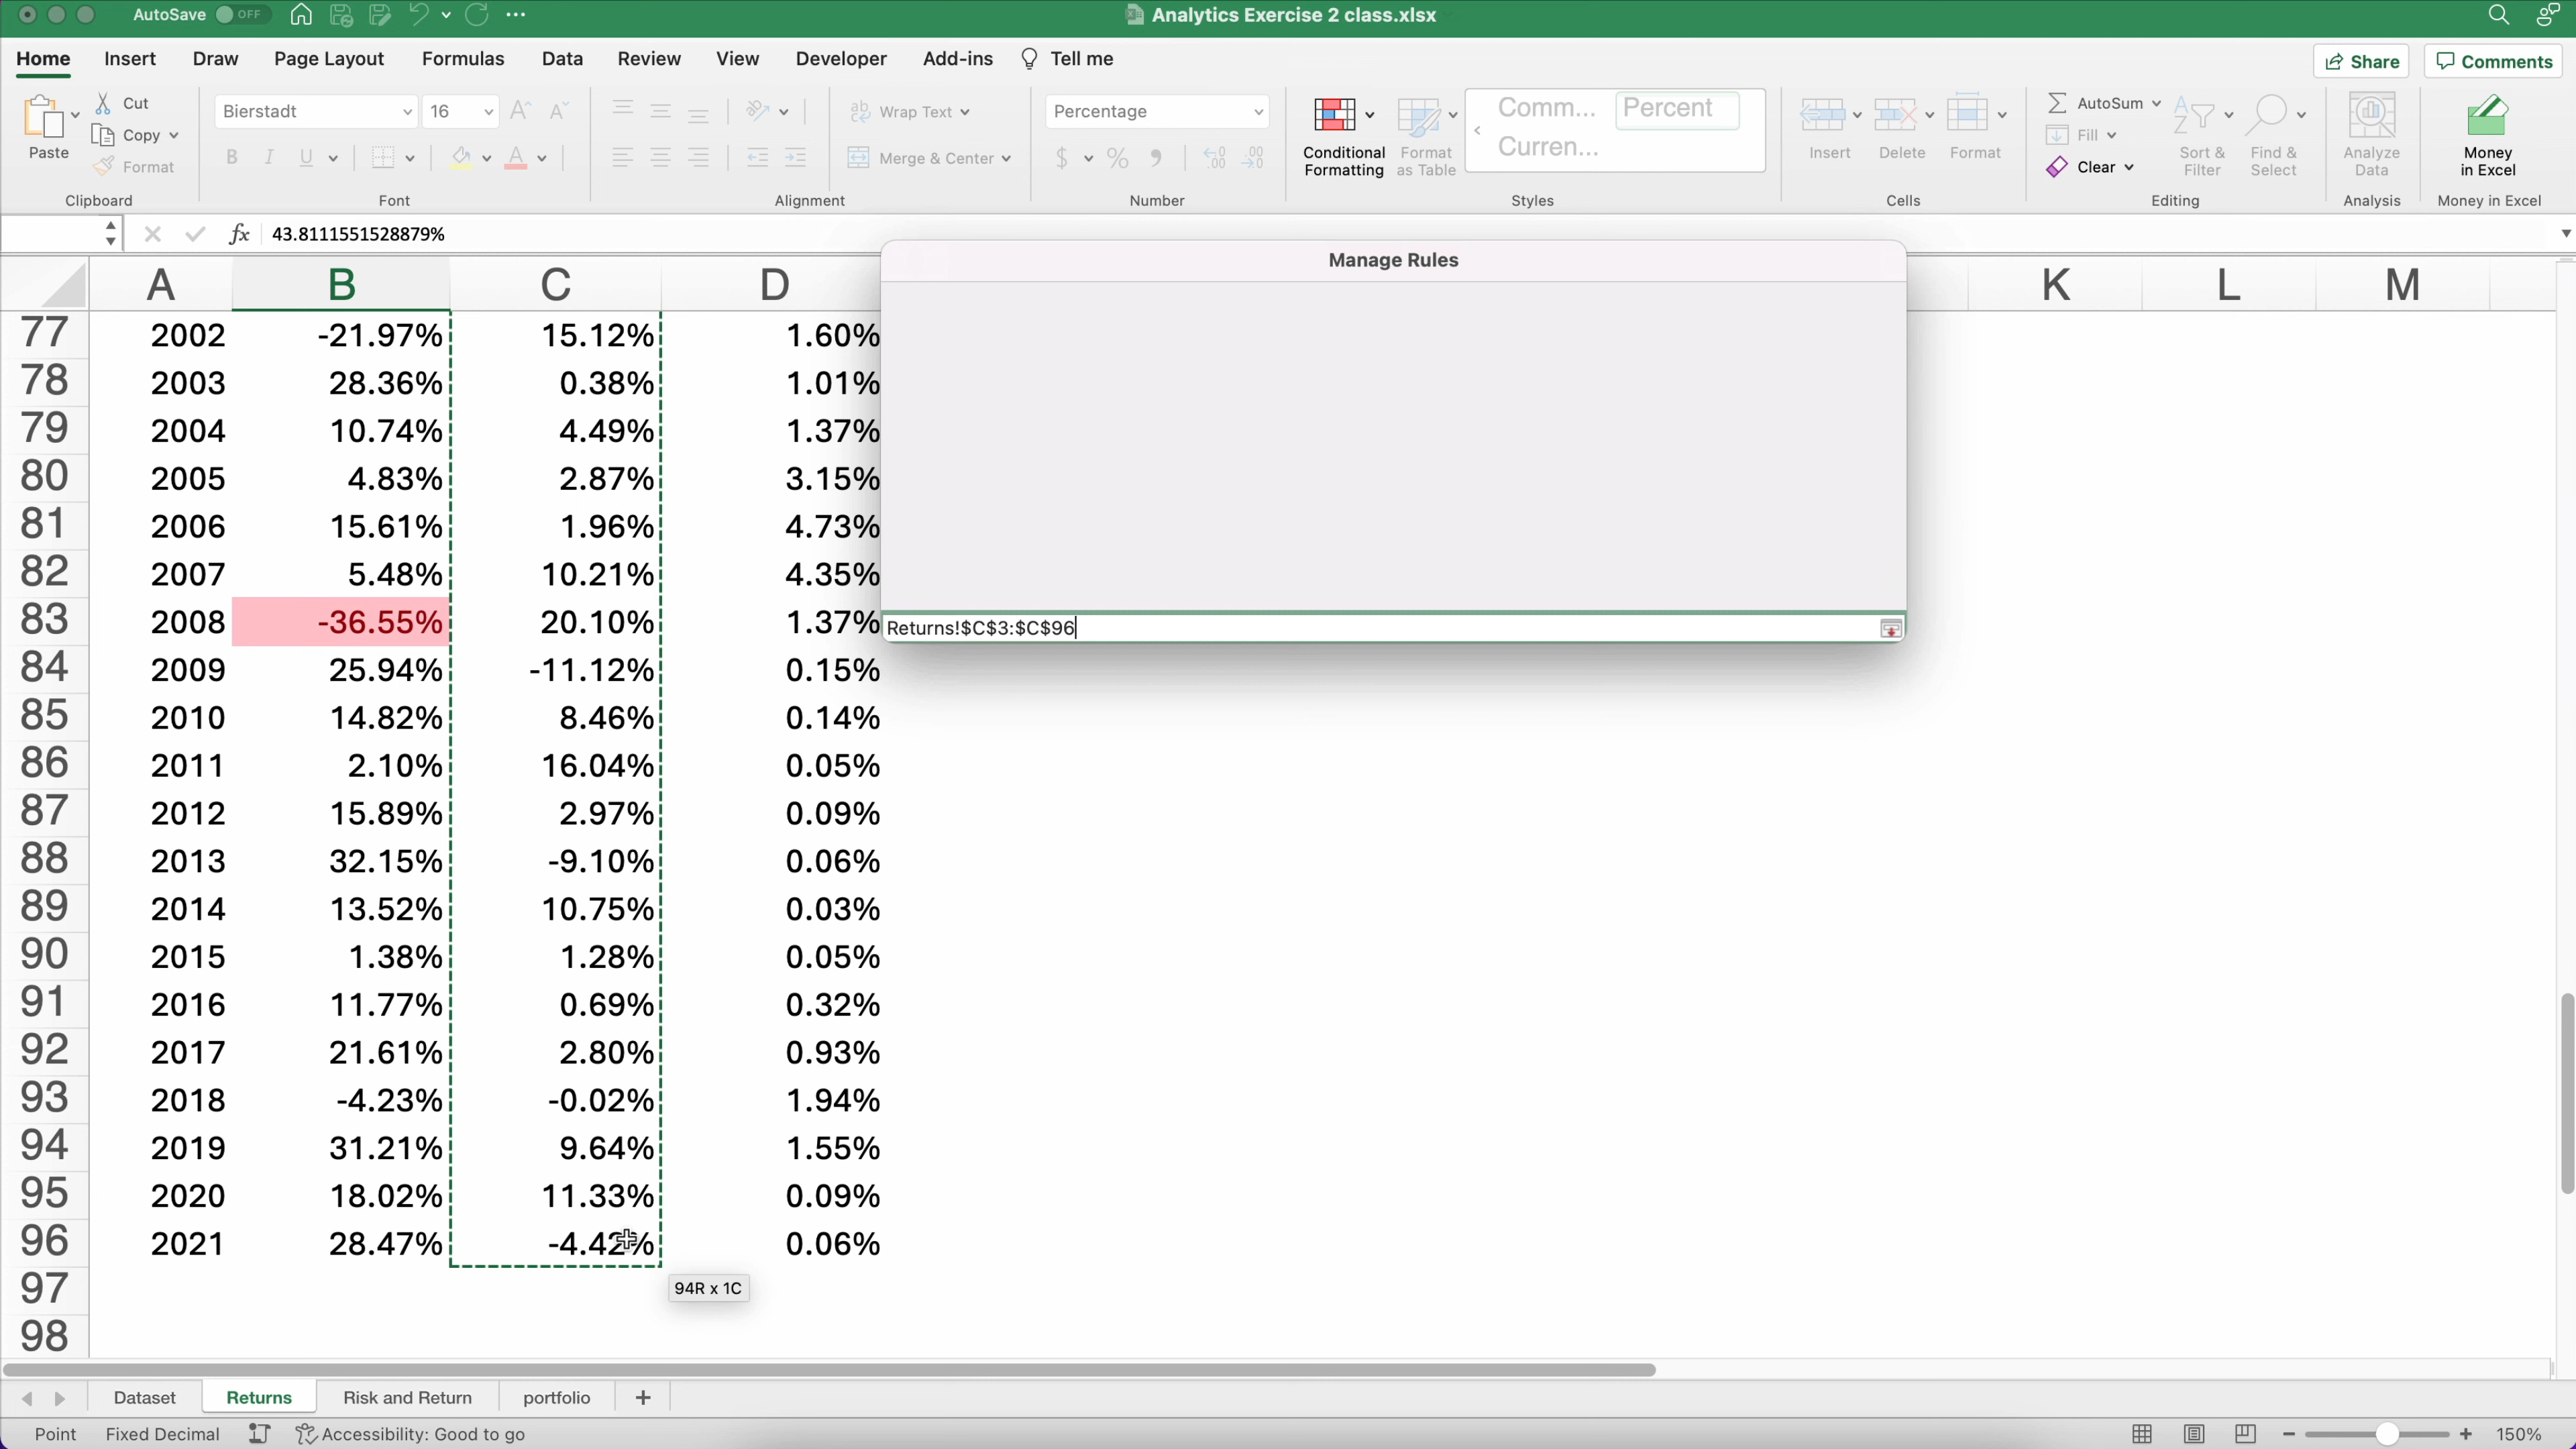 AutoSave OFF
Analytics Exercise 2 class.xlsx
Home Insert Draw Page Layout Formulas Data Review View Developer Add-ins Tell me
Share Comments
Paste Cut Copy Format
Clipboard
Bierstadt 16
B I U A
Font
Wrap Text
Merge & Center
Alignment
Percentage
$ % .00 .0
Number
Conditional Formatting
Format as Table
Comm... Percent
Curren...
Styles
Insert Delete Format
Cells
AutoSum
Fill
Clear
Sort & Filter
Find & Select
Editing
Analyze Data
Analysis
Money in Excel
Money in Excel
fx 43.8111551528879%
Manage Rules
Returns!$C$3:$C$96
A B C D K L M
77 2002 -21.97% 15.12% 1.60%
78 2003 28.36% 0.38% 1.01%
79 2004 10.74% 4.49% 1.37%
80 2005 4.83% 2.87% 3.15%
81 2006 15.61% 1.96% 4.73%
82 2007 5.48% 10.21% 4.35%
83 2008 -36.55% 20.10% 1.37%
84 2009 25.94% -11.12% 0.15%
85 2010 14.82% 8.46% 0.14%
86 2011 2.10% 16.04% 0.05%
87 2012 15.89% 2.97% 0.09%
88 2013 32.15% -9.10% 0.06%
89 2014 13.52% 10.75% 0.03%
90 2015 1.38% 1.28% 0.05%
91 2016 11.77% 0.69% 0.32%
92 2017 21.61% 2.80% 0.93%
93 2018 -4.23% -0.02% 1.94%
94 2019 31.21% 9.64% 1.55%
95 2020 18.02% 11.33% 0.09%
96 2021 28.47% -4.42% 0.06%
97
98
94R x 1C
Dataset Returns Risk and Return portfolio +
Point Fixed Decimal Accessibility: Good to go
150%